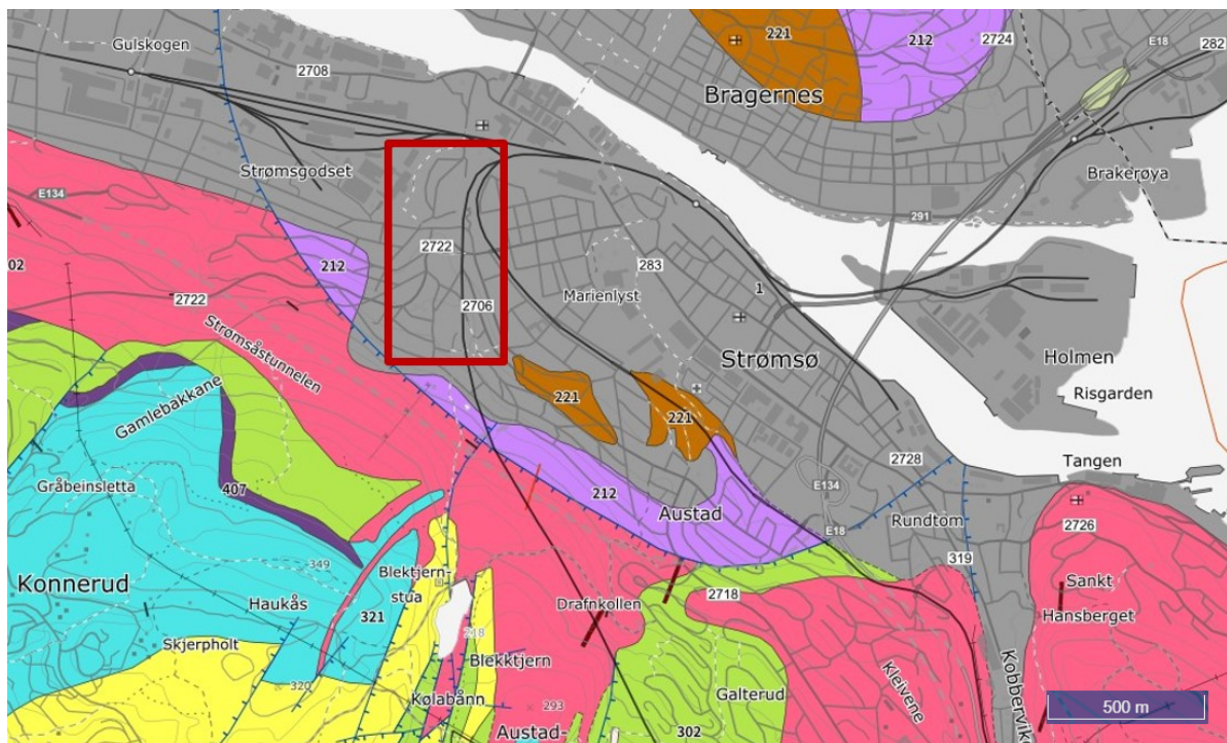 Gulskogen
2708
221
212
2724
E18
282
Bragernes
Strømsgodset
Brakerøya
E134
291
2722
283
212
02
2722
2706
Marienlyst
1
Strømsø
Holmen
Risgarden
Strømsåstunnelen
Gamlebakkane
221
221
2728
Tangen
Gråbeinsletta
407
212
Austad
E134
E18
Rundtom
2726
349
Blektjern-
stua
319
Sankt
Hansberget
Konnerud
Haukås
321
Drafnkollen
2718
Skjerpholt
218
Blekktjern
Galterud
Kleivene
320
Kølabånn
293
Austad-
302
Kobbervik
500 m